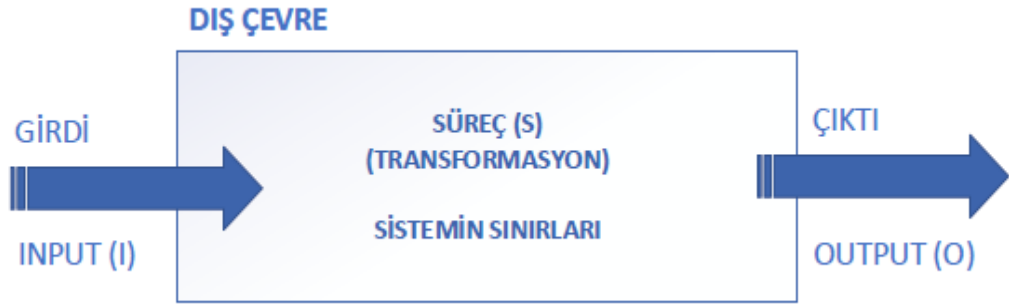 DIŞ ÇEVRE
GİRDİ
INPUT (I)
SÜREÇ (S)
(TRANSFORMASYON)
SİSTEMİN SINIRLARI
ÇIKTI
OUTPUT (O)